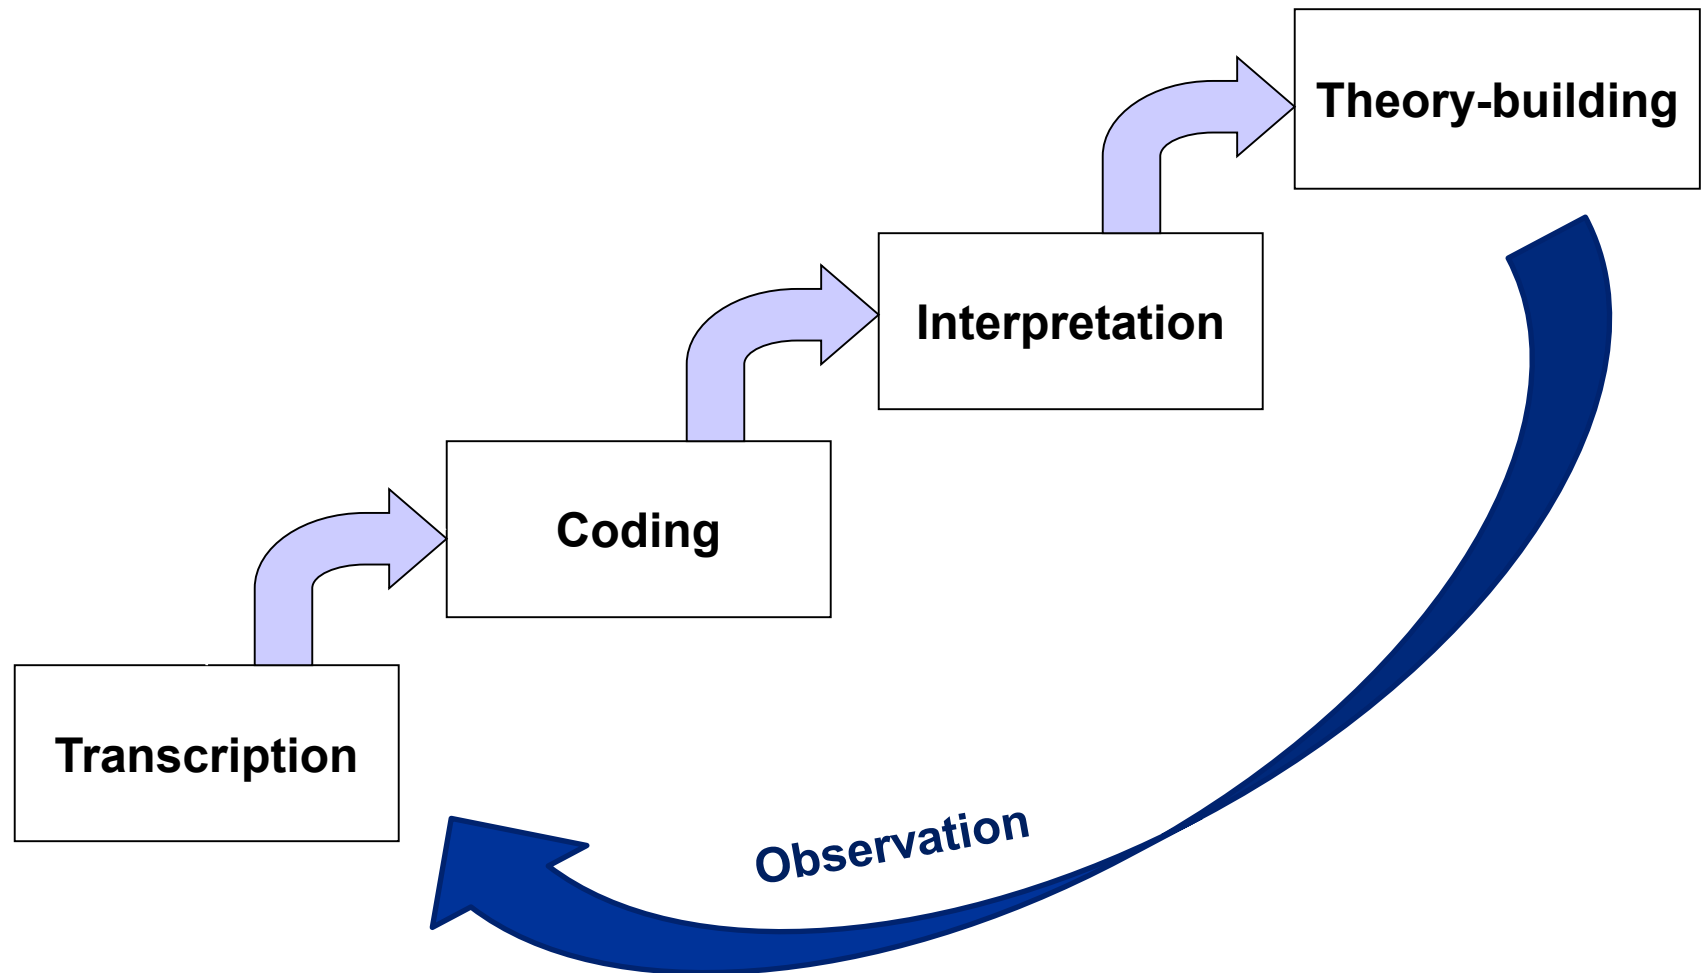 Theory-building
Interpretation
Coding
Transcription
Observation